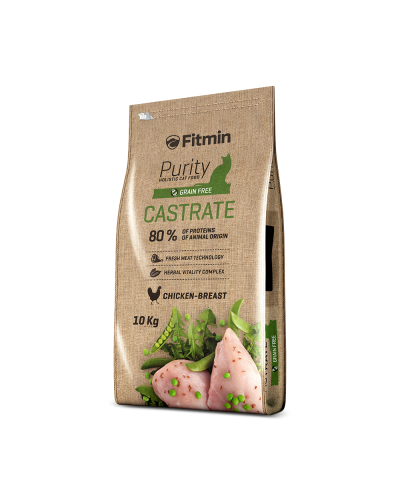 Fitmin
Purity
HOLISTIC CAT FOOD
GRAIN FREE
CASTRATE
80 % OF PROTEINS
OF ANIMAL ORIGIN
FRESH MEAT TECHNOLOGY
HERBAL VITALITY COMPLEX
CHICKEN-BREAST
10 Kg
GRAIN FREE
CASTRATE